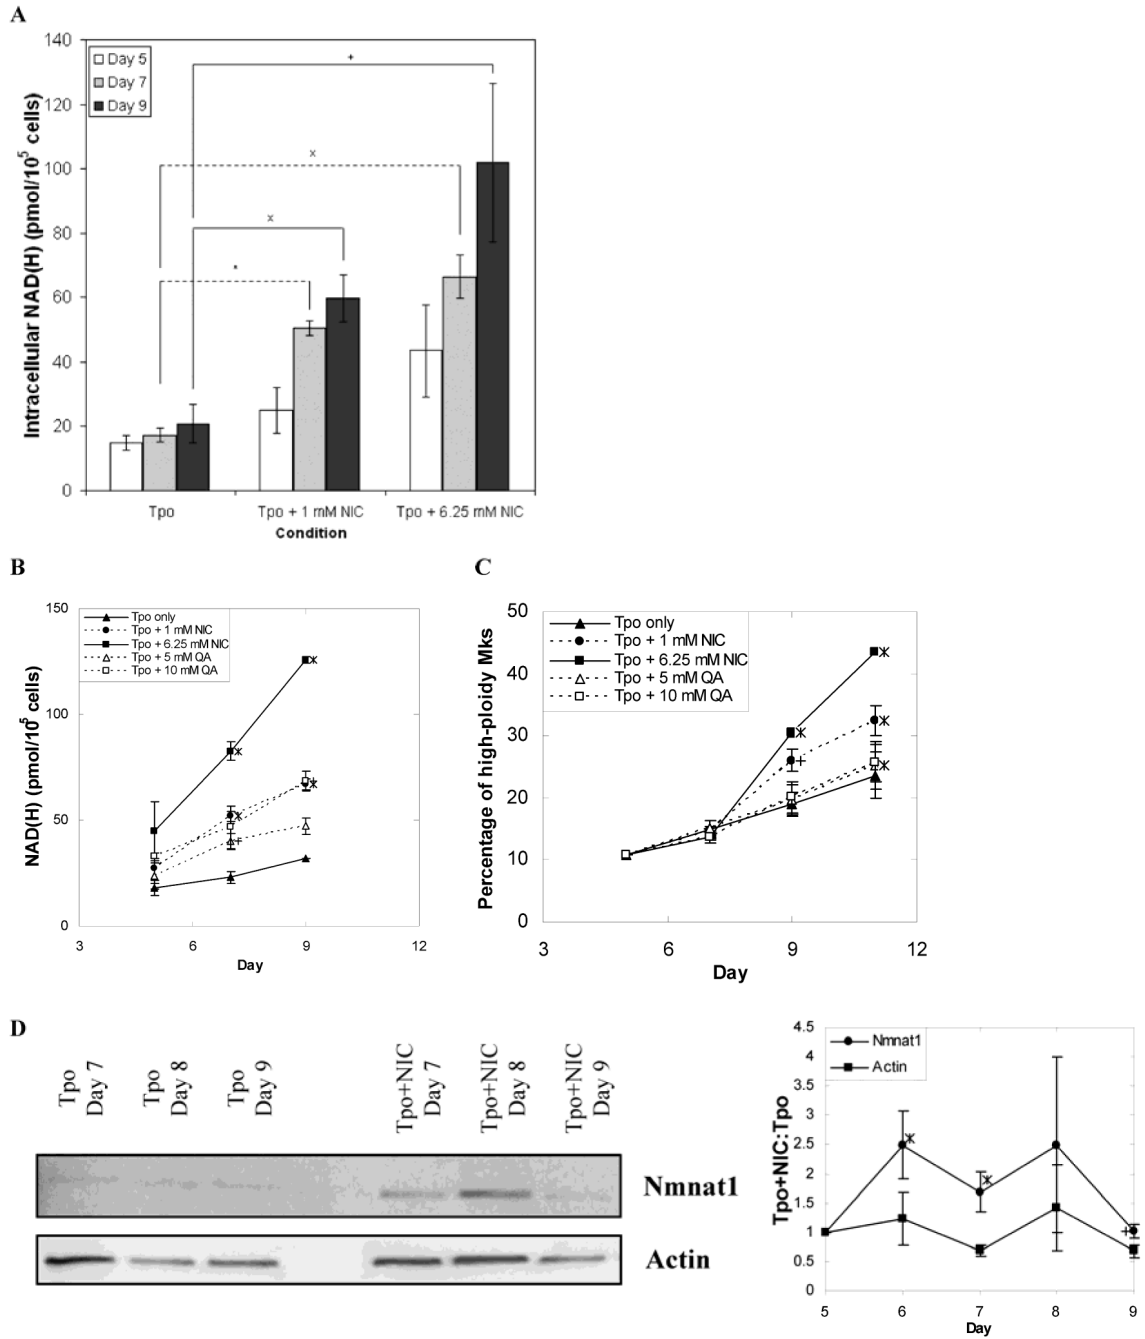 A
140
120
100
80
60
40
20
0
Intracellular NAD(H) (pmol/10⁵ cells)
Day 5
Day 7
Day 9
+
x
x
*
Tpo
Tpo + 1 mM NIC
Tpo + 6.25 mM NIC
Condition
B
150
100
50
0
NAD(H) (pmol/10⁵ cells)
Tpo only
Tpo + 1 mM NIC
Tpo + 6.25 mM NIC
Tpo + 5 mM QA
Tpo + 10 mM QA
3 6 9 12
Day
C
50
40
30
20
10
0
Percentage of high-ploidy Mks
Tpo only
Tpo + 1 mM NIC
Tpo + 6.25 mM NIC
Tpo + 5 mM QA
Tpo + 10 mM QA
3 6 9 12
Day
D
Tpo
Day 7
Tpo
Day 8
Tpo
Day 9
Tpo+NIC
Day 7
Tpo+NIC
Day 8
Tpo+NIC
Day 9
Nmnat1
Actin
4.5
4
3.5
3
2.5
2
1.5
1
0.5
0
Tpo+NIC:Tpo
Nmnat1
Actin
5 6 7 8 9
Day